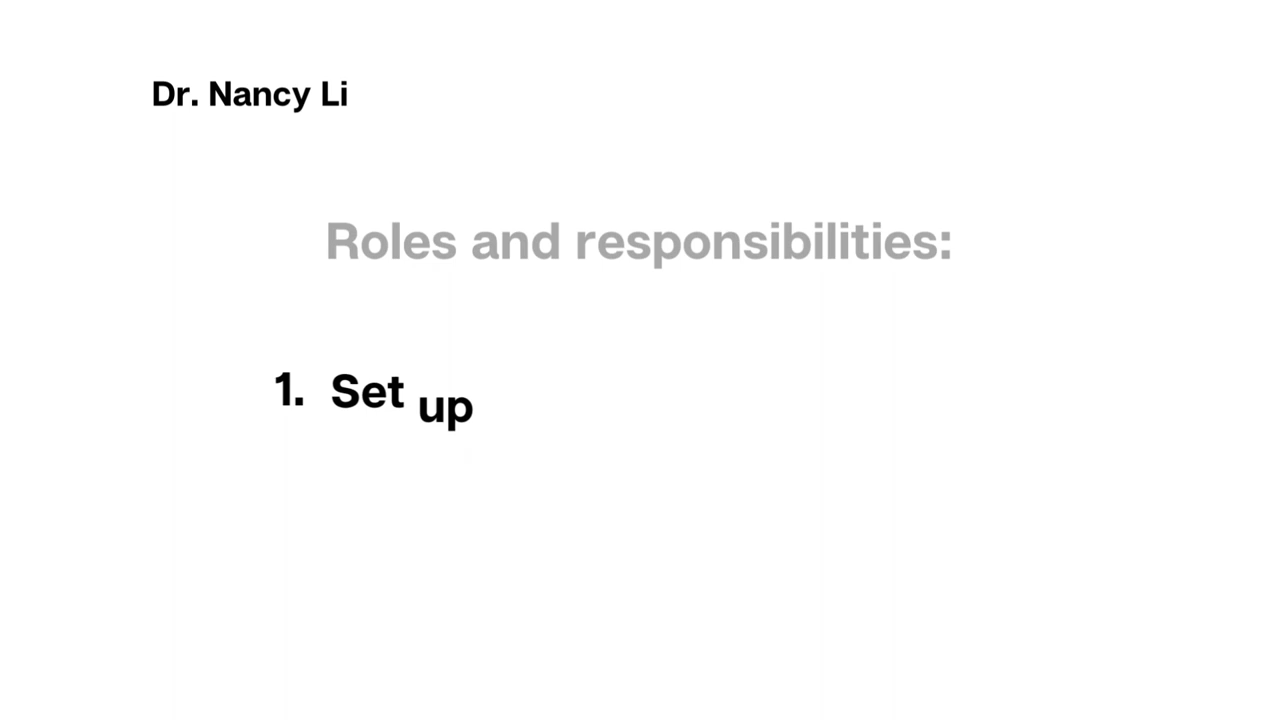 Dr. Nancy Li
Roles and responsibilities:
1. Set up